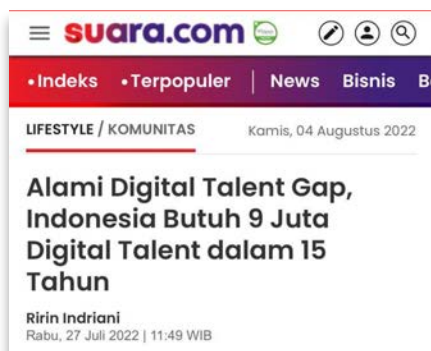 suara.com
•Indeks •Terpopuler | News Bisnis B
LIFESTYLE / KOMUNITAS Kamis, 04 Augustus 2022
Alami Digital Talent Gap,
Indonesia Butuh 9 Juta
Digital Talent dalam 15
Tahun
Ririn Indriani
Rabu, 27 Juli 2022 | 11:49 WIB